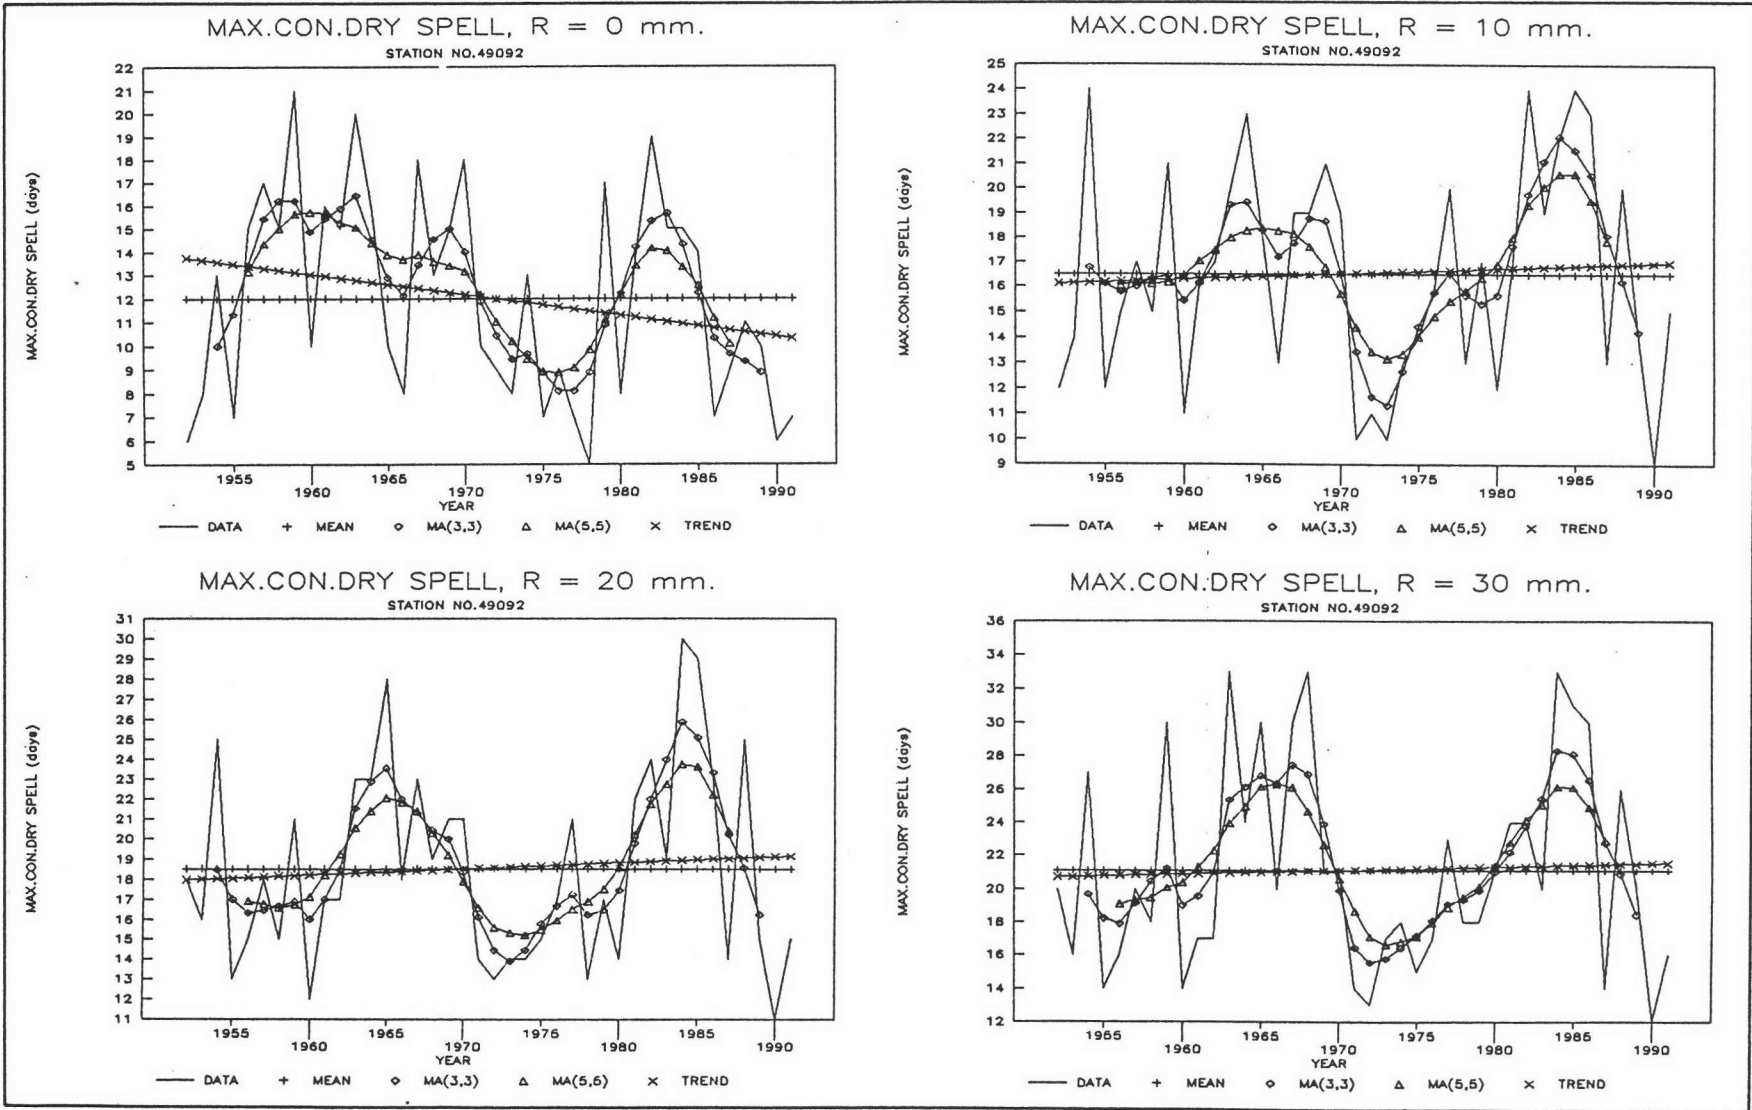 MAX.CON.DRY SPELL, R = 0 mm.
STATION NO.49092
MAX.CON.DRY SPELL (days)
22
21
20
19
18
17
16
15
14
13
12
11
10
9
8
7
6
5
1955 1960 1965 1970 1975 1980 1985 1990
YEAR
DATA MEAN MA(3,3) MA(5,5) TREND
MAX.CON.DRY SPELL, R = 10 mm.
STATION NO.49092
MAX.CON.DRY SPELL (days)
25
24
23
22
21
20
19
18
17
16
15
14
13
12
11
10
9
1955 1960 1965 1970 1975 1980 1985 1990
YEAR
DATA MEAN MA(3,3) MA(5,5) TREND
MAX.CON.DRY SPELL, R = 20 mm.
STATION NO.49092
MAX.CON.DRY SPELL (days)
31
30
29
28
27
26
25
24
23
22
21
20
19
18
17
16
15
14
13
12
11
1955 1960 1965 1970 1975 1980 1985 1990
YEAR
DATA MEAN MA(3,3) MA(5,5) TREND
MAX.CON.DRY SPELL, R = 30 mm.
STATION NO.49092
MAX.CON.DRY SPELL (days)
36
34
32
30
28
26
24
22
20
18
16
14
12
1955 1960 1965 1970 1975 1980 1985 1990
YEAR
DATA MEAN MA(3,3) MA(5,5) TREND